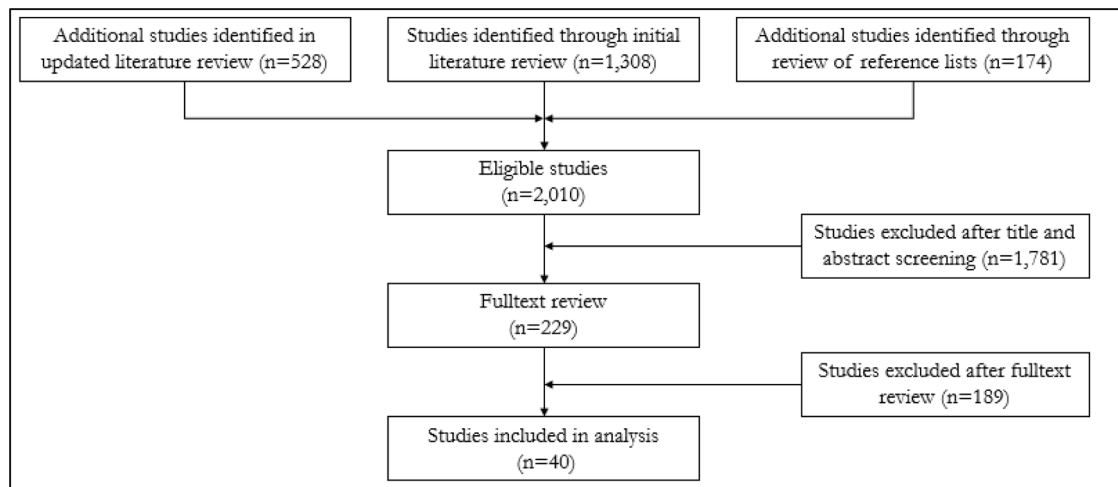 Additional studies identified in
updated literature review (n=528)
Studies identified through initial
literature review (n=1,308)
Additional studies identified through
review of reference lists (n=174)
Eligible studies
(n=2,010)
Studies excluded after title and
abstract screening (n=1,781)
Fulltext review
(n=229)
Studies excluded after fulltext
review (n=189)
Studies included in analysis
(n=40)